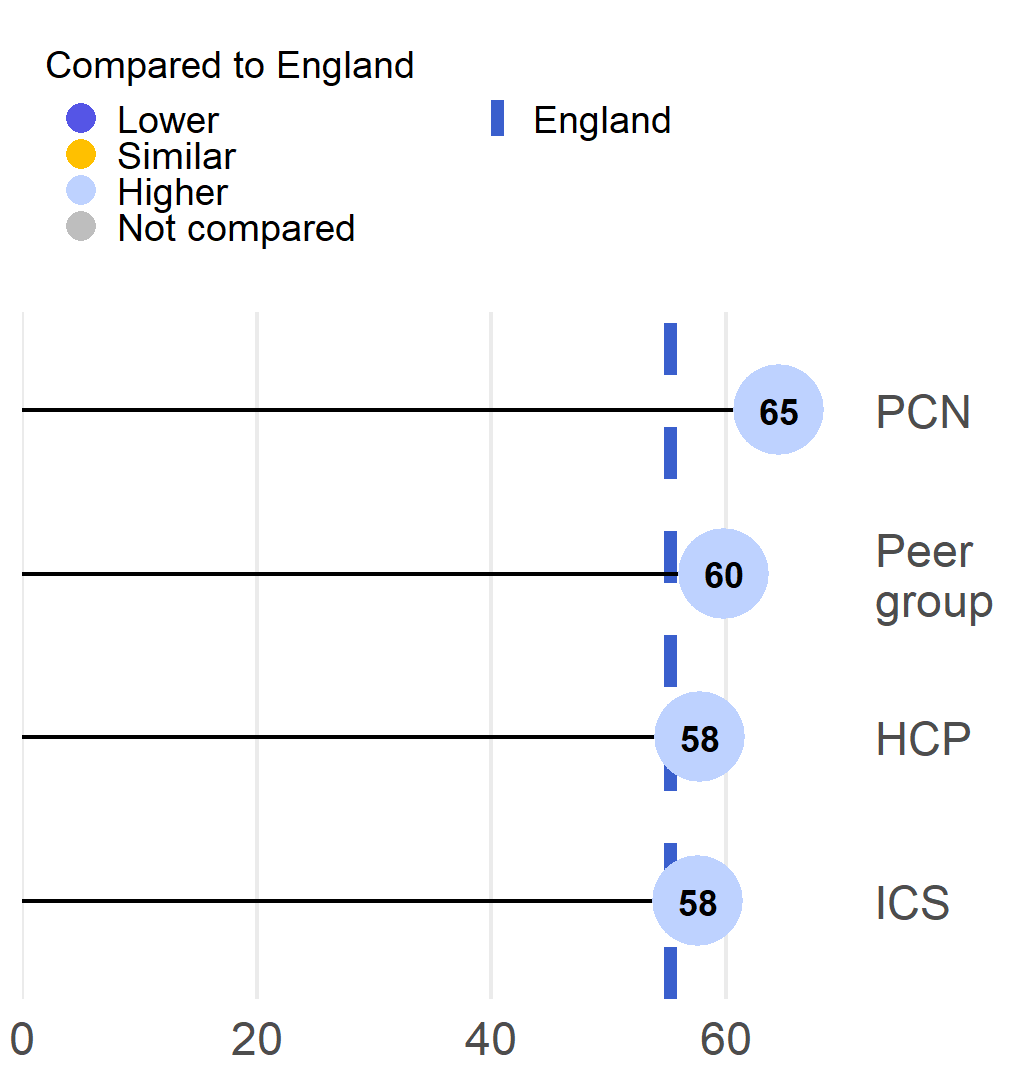 Compared to England
Lower
England
Similar
Higher
Not compared
65
PCN
60
Peer
group
58
HCP
58
ICS
0
20
40
60